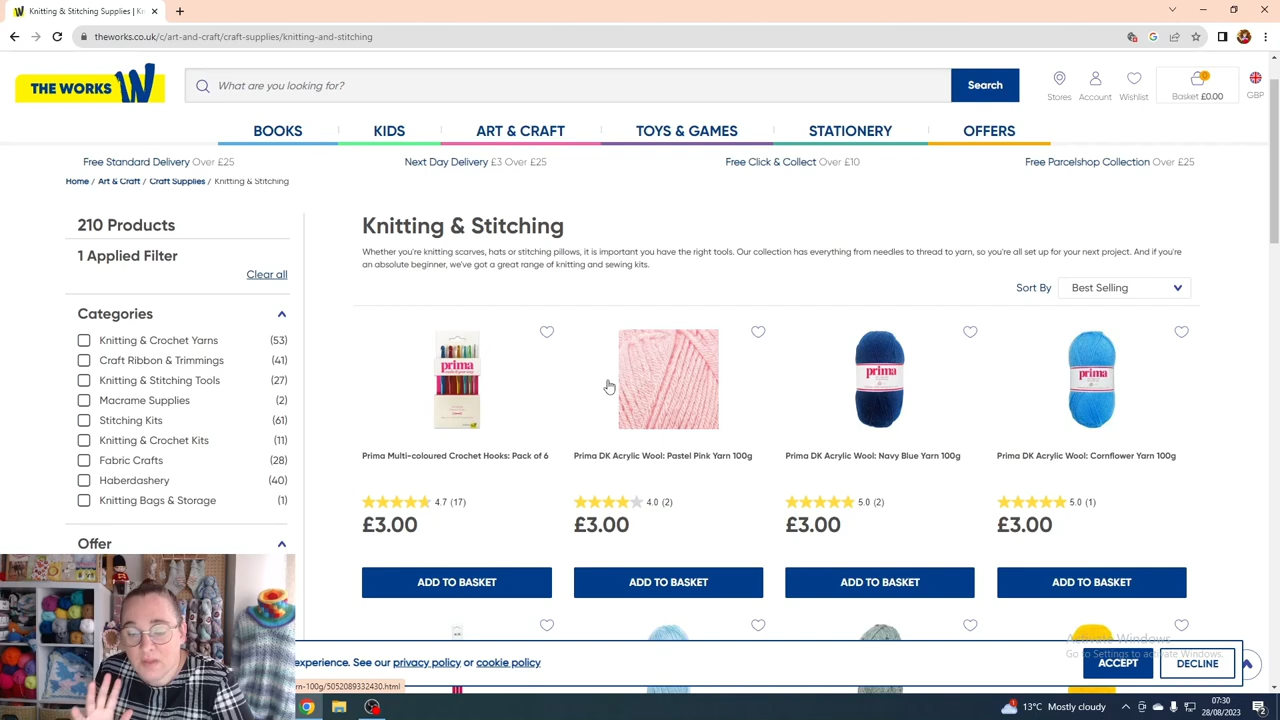 Knitting & Stitching Supplies | Kn
theworks.co.uk/c/art-and-craft/craft-supplies/knitting-and-stitching
THE WORKS W
What are you looking for?
Search
Stores
Account
Wishlist
0
Basket £0.00
GBP
BOOKS
KIDS
ART & CRAFT
TOYS & GAMES
STATIONERY
OFFERS
Free Standard Delivery Over £25
Next Day Delivery £3 Over £25
Free Click & Collect Over £10
Free Parcelshop Collection Over £25
Home / Art & Craft / Craft Supplies / Knitting & Stitching
210 Products
1 Applied Filter
Clear all
Categories
Knitting & Crochet Yarns (53)
Craft Ribbon & Trimmings (41)
Knitting & Stitching Tools (27)
Macrame Supplies (2)
Stitching Kits (61)
Knitting & Crochet Kits (11)
Fabric Crafts (28)
Haberdashery (40)
Knitting Bags & Storage (1)
Offer
Knitting & Stitching
Whether you're knitting scarves, hats or stitching pillows, it is important you have the right tools. Our collection has everything from needles to thread to yarn, so you're all set up for your next project. And if you're
an absolute beginner, we've got a great range of knitting and sewing kits.
Sort By
Best Selling
prima
prima
prima
Prima Multi-coloured Crochet Hooks: Pack of 6
Prima DK Acrylic Wool: Pastel Pink Yarn 100g
Prima DK Acrylic Wool: Navy Blue Yarn 100g
Prima DK Acrylic Wool: Cornflower Yarn 100g
4.7 (17)
4.0 (2)
5.0 (2)
5.0 (1)
£3.00
£3.00
£3.00
£3.00
ADD TO BASKET
ADD TO BASKET
ADD TO BASKET
ADD TO BASKET
Activate Windows
Go to Settings to activate Windows.
experience. See our privacy policy or cookie policy
ACCEPT
DECLINE
rn-100g/5052089332430.html
13°C Mostly cloudy
07:30
28/08/2023
2